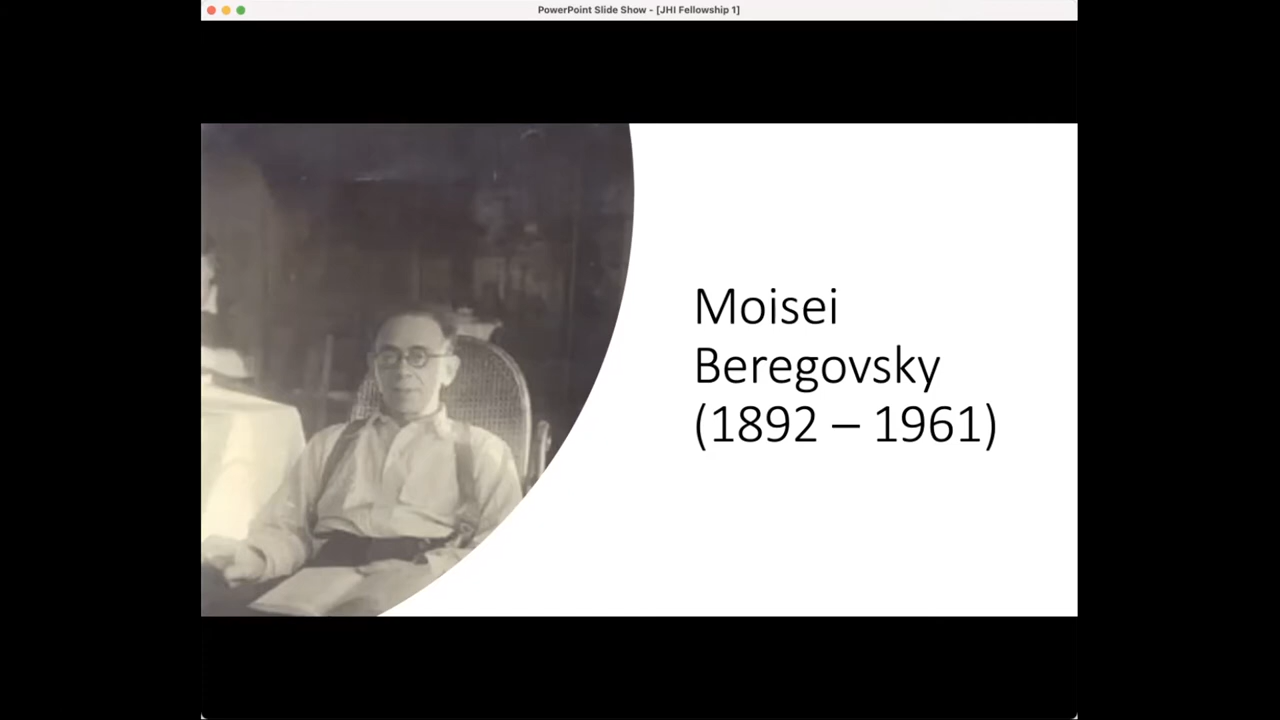 PowerPoint Slide Show - [JHI Fellowship 1]
Moisei
Beregovsky
(1892 – 1961)